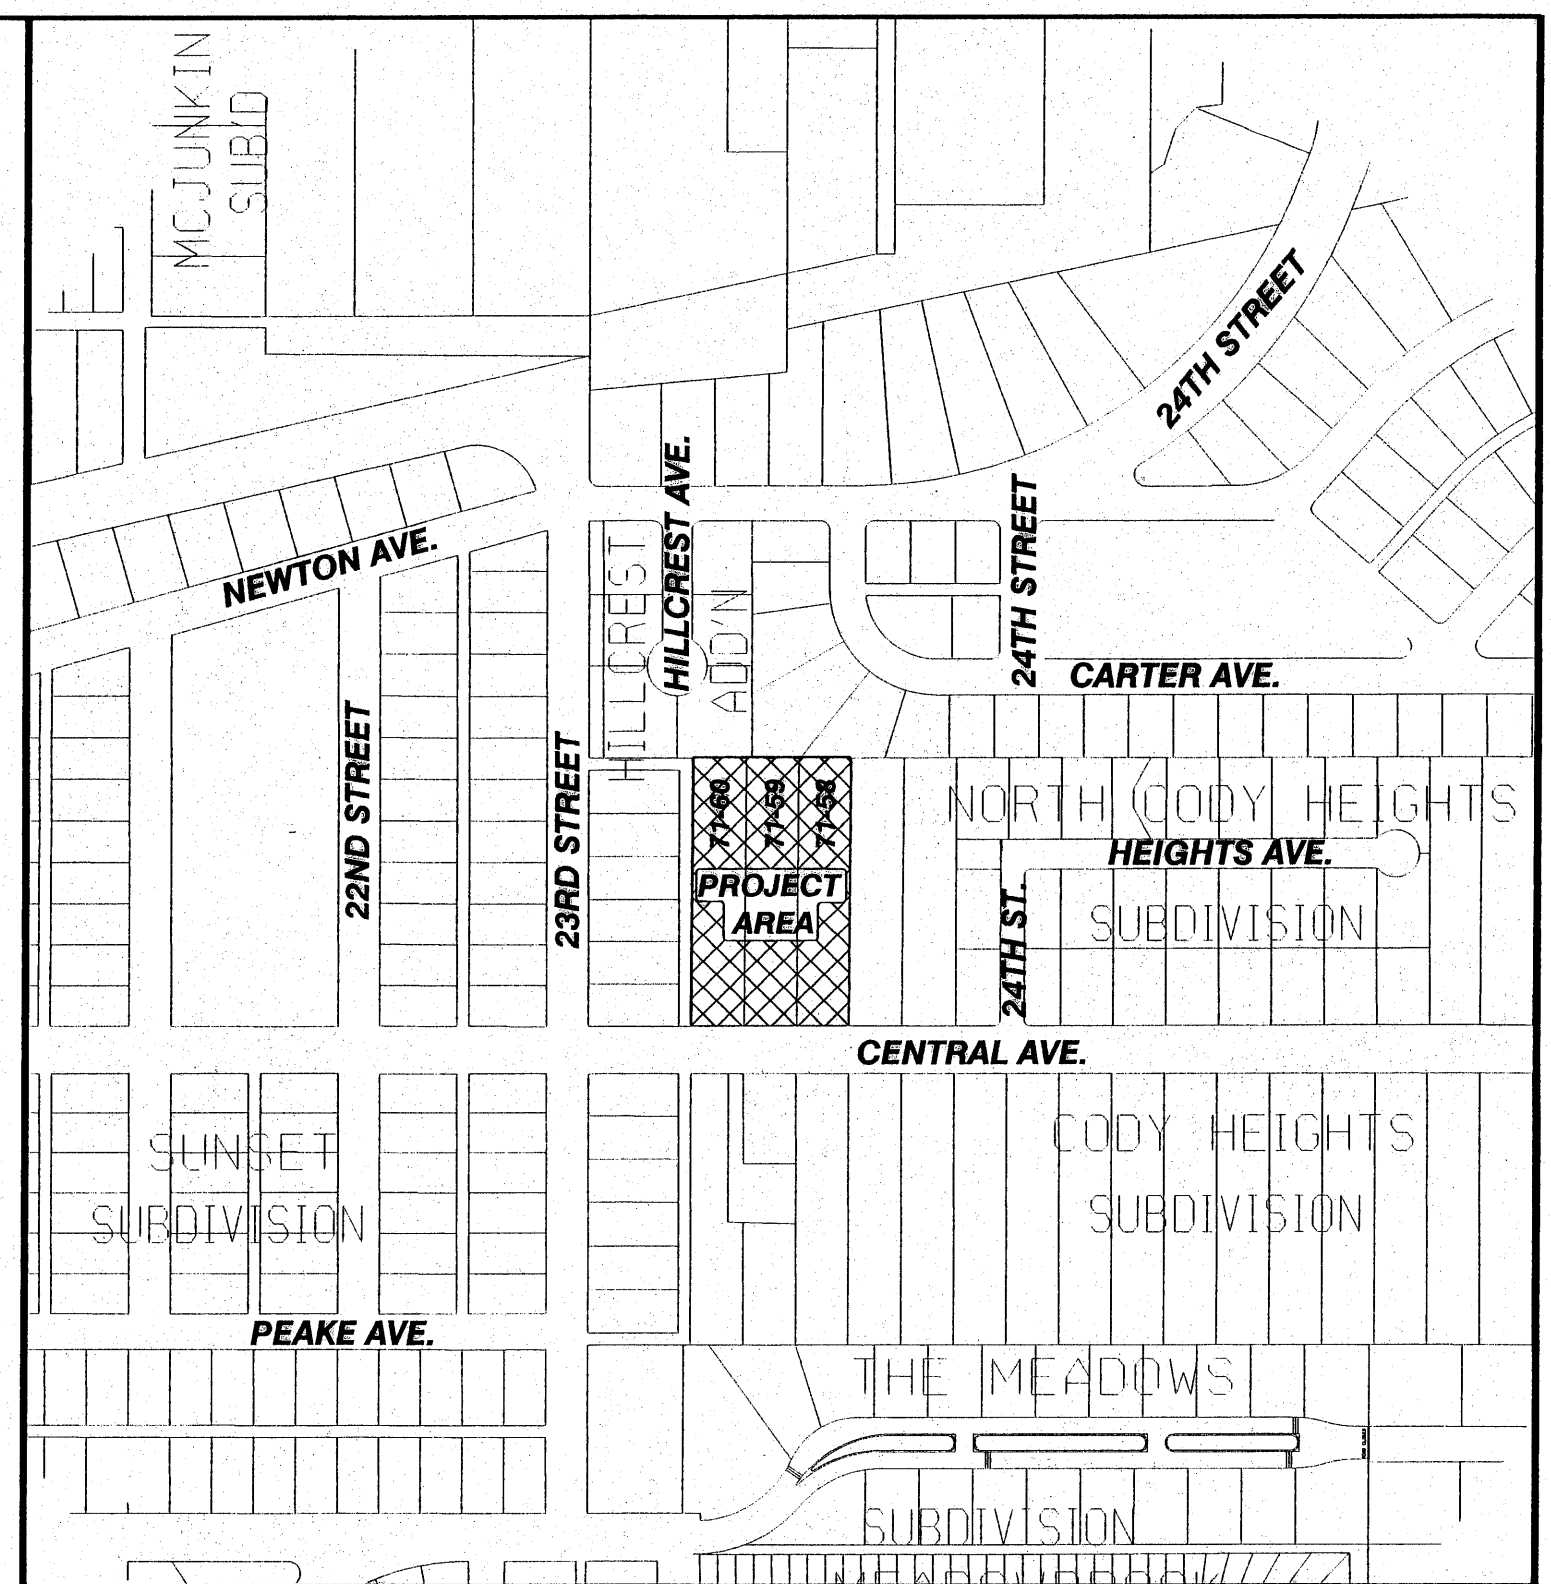 MCJUNKIN
SUB'D
24TH STREET
HILLCREST AVE.
24TH STREET
NEWTON AVE.
HILLCREST
ADD'N
CARTER AVE.
22ND STREET
23RD STREET
71-60
71-59
71-58
NORTH CODY HEIGHTS
HEIGHTS AVE.
PROJECT
AREA
SUBDIVISION
24TH ST.
CENTRAL AVE.
SUNSET
SUBDIVISION
CODY HEIGHTS
SUBDIVISION
PEAKE AVE.
THE MEADOWS
SUBDIVISION